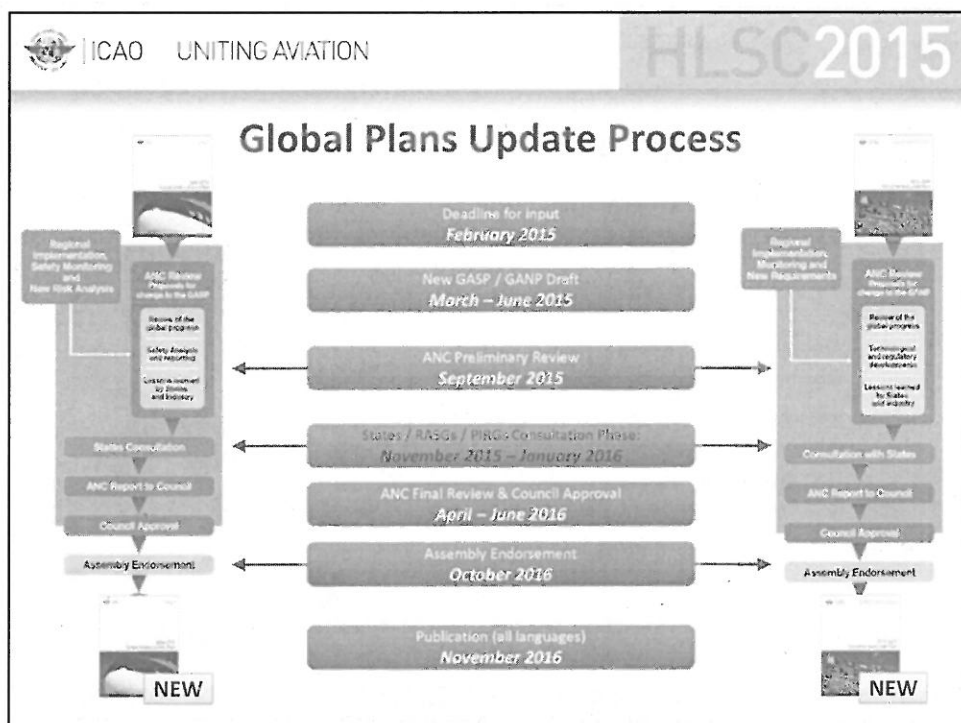 ICAO UNITING AVIATION
HLSC2015
Global Plans Update Process
Regional
Implementation,
Safety Monitoring
and
New Risk Analysis
ANC Review
Proposals for
change to the GASP
Review of the
global progress
Safety Analysis
and reporting
Lessons learned
by States
and Industry
States Consultation
ANC Report to Council
Council Approval
Assembly Endorsement
NEW
Deadline for input
February 2015
New GASP / GANP Draft
March – June 2015
ANC Preliminary Review
September 2015
States / RASGs / PIRGs Consultation Phase:
November 2015 – January 2016
ANC Final Review & Council Approval
April – June 2016
Assembly Endorsement
October 2016
Publication (all languages)
November 2016
Regional
Implementation,
Monitoring and
New Requirements
ANC Review
Proposals for
change to the GANP
Review of the
global progress
Technological
and regulatory
developments
Lessons learned
by States
and Industry
Consultation with States
ANC Report to Council
Council Approval
Assembly Endorsement
NEW